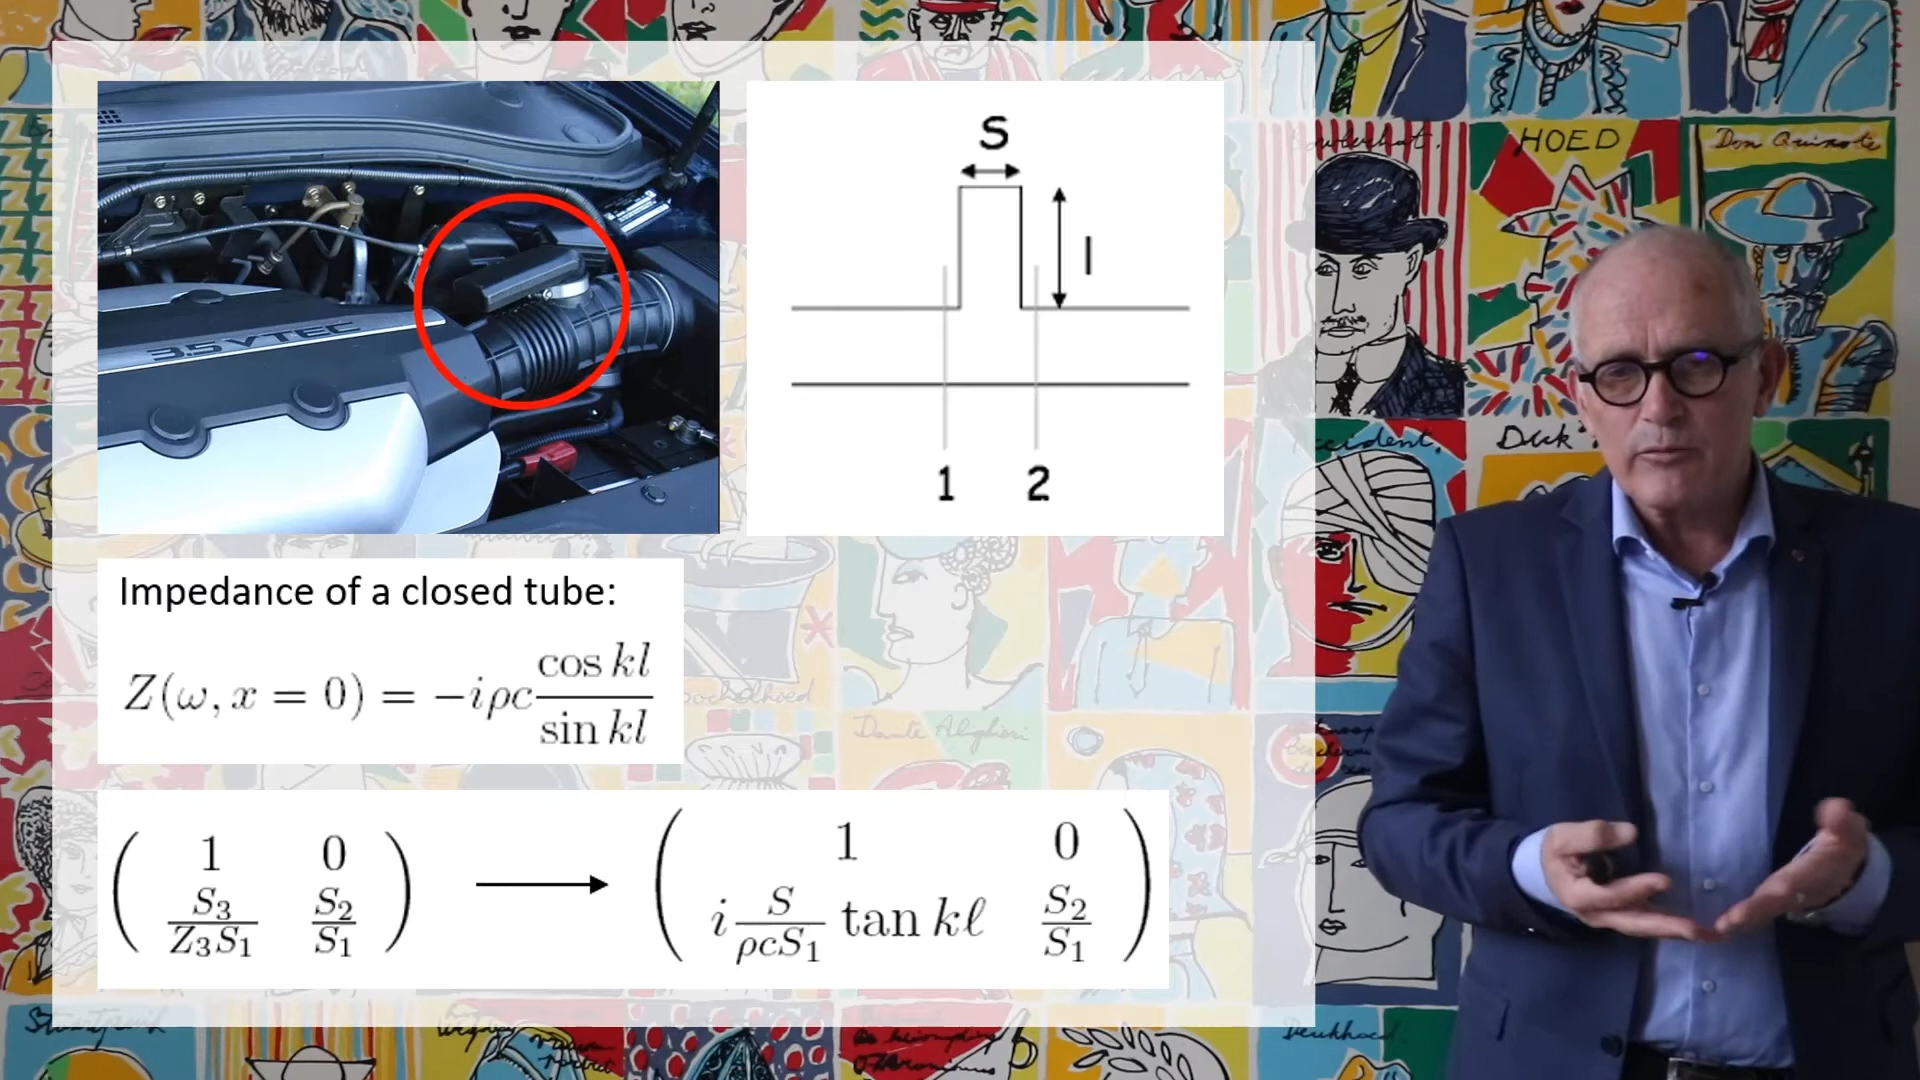 HOED
Don Quixote
S
l
3.5 VTEC
1 2
Impedance of a closed tube:
Z(ω, x = 0) = −iρc cos kl / sin kl
Dante Alighieri
( 1 0
S₃/Z₃S₁ S₂/S₁ ) ⟶ ( 1 0
i S/ρcS₁ tan kℓ S₂/S₁ )